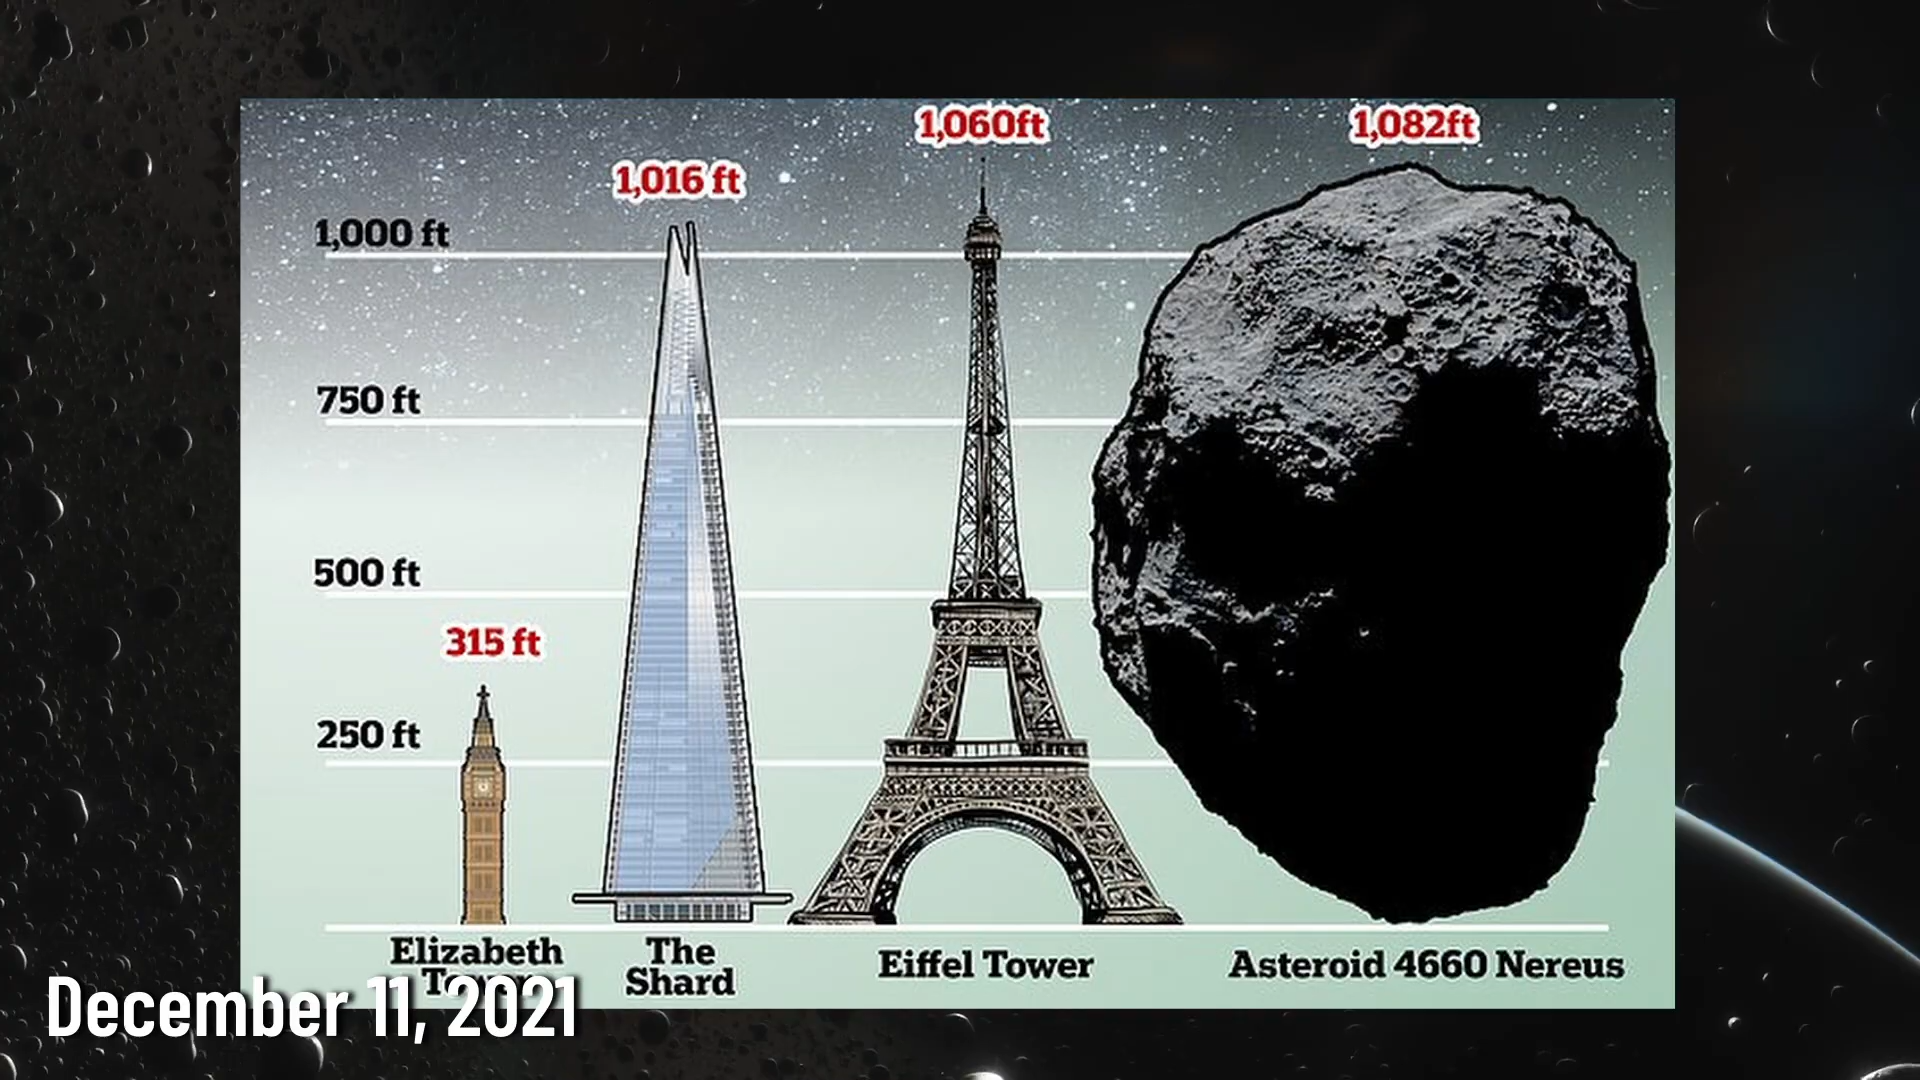 1,060ft
1,082ft
1,016 ft
1,000 ft
750 ft
500 ft
315 ft
250 ft
Elizabeth
The
Shard
Eiffel Tower
Asteroid 4660 Nereus
December 11, 2021